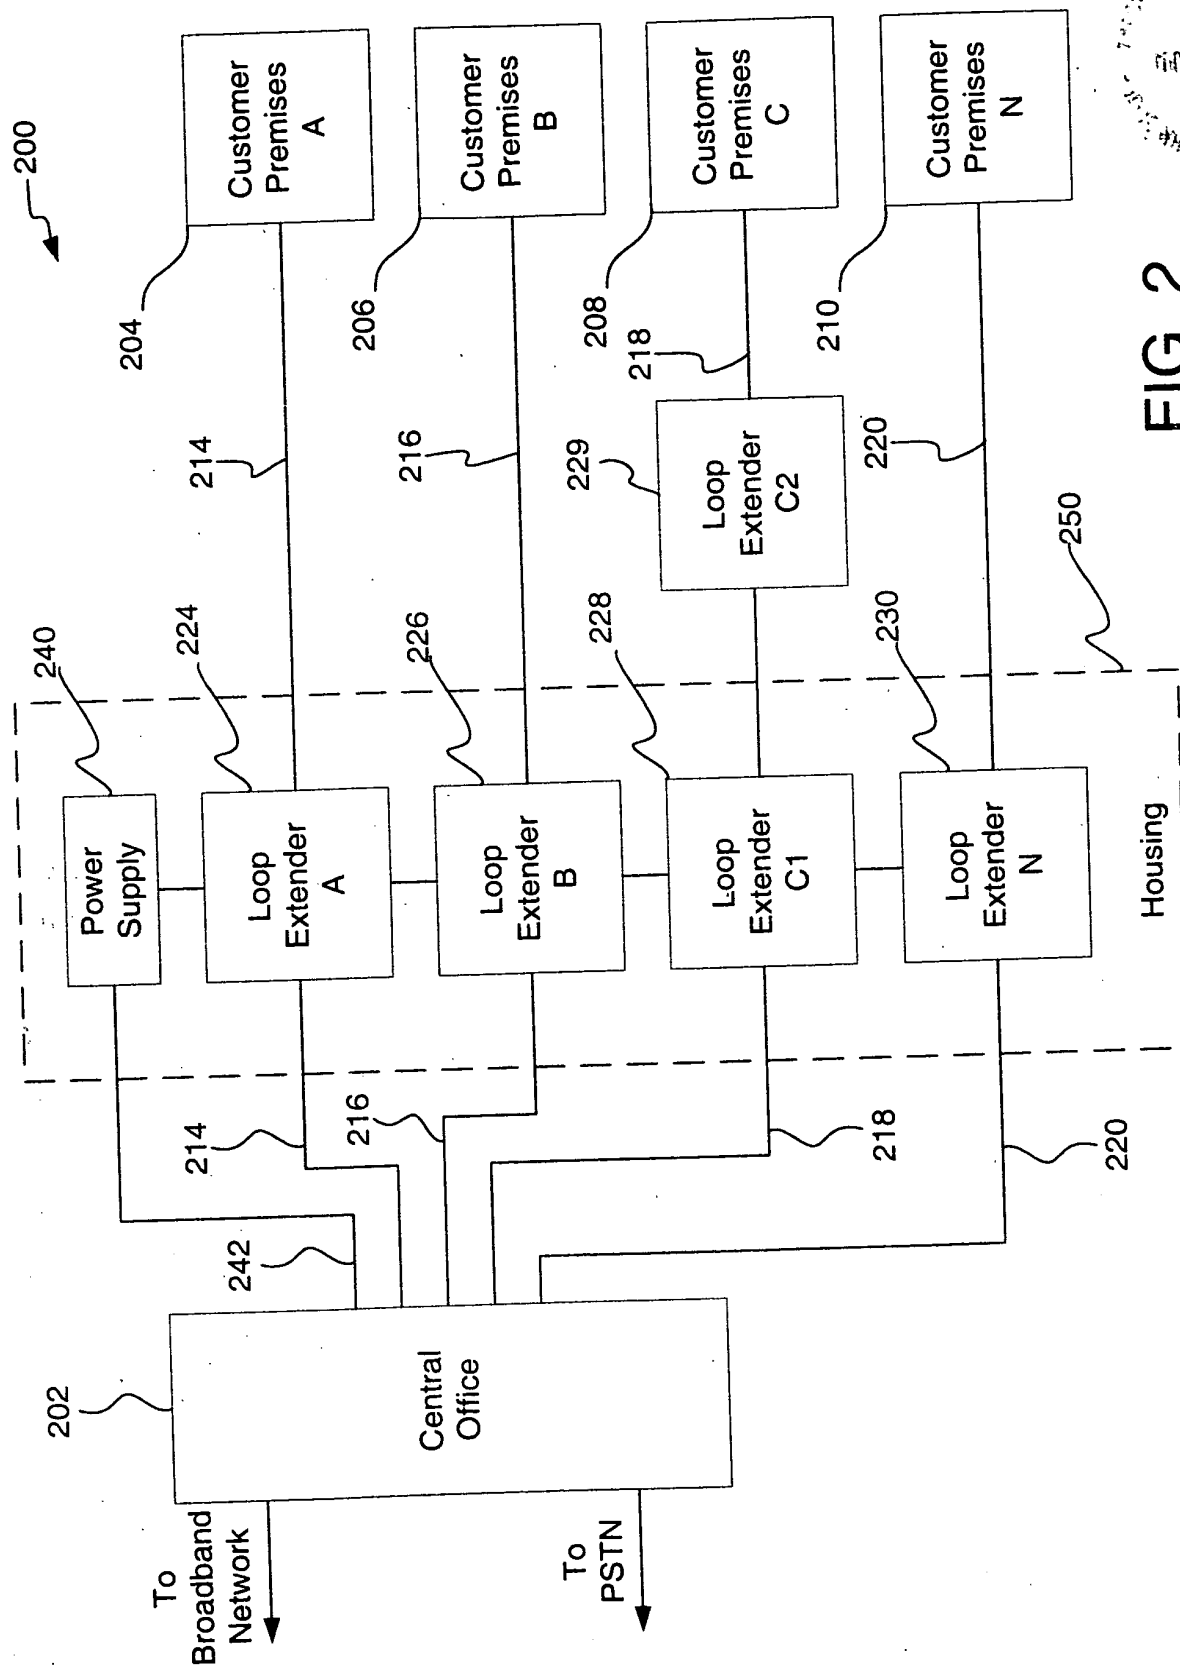 200
204
Customer
Premises
A
206
Customer
Premises
B
208
Customer
Premises
C
210
Customer
Premises
N
214
216
218
220
229
Loop
Extender
C2
240
Power
Supply
224
Loop
Extender
A
226
Loop
Extender
B
228
Loop
Extender
C1
230
Loop
Extender
N
250
Housing
214
216
218
220
242
202
Central
Office
To
Broadband
Network
To
PSTN
FIG 2